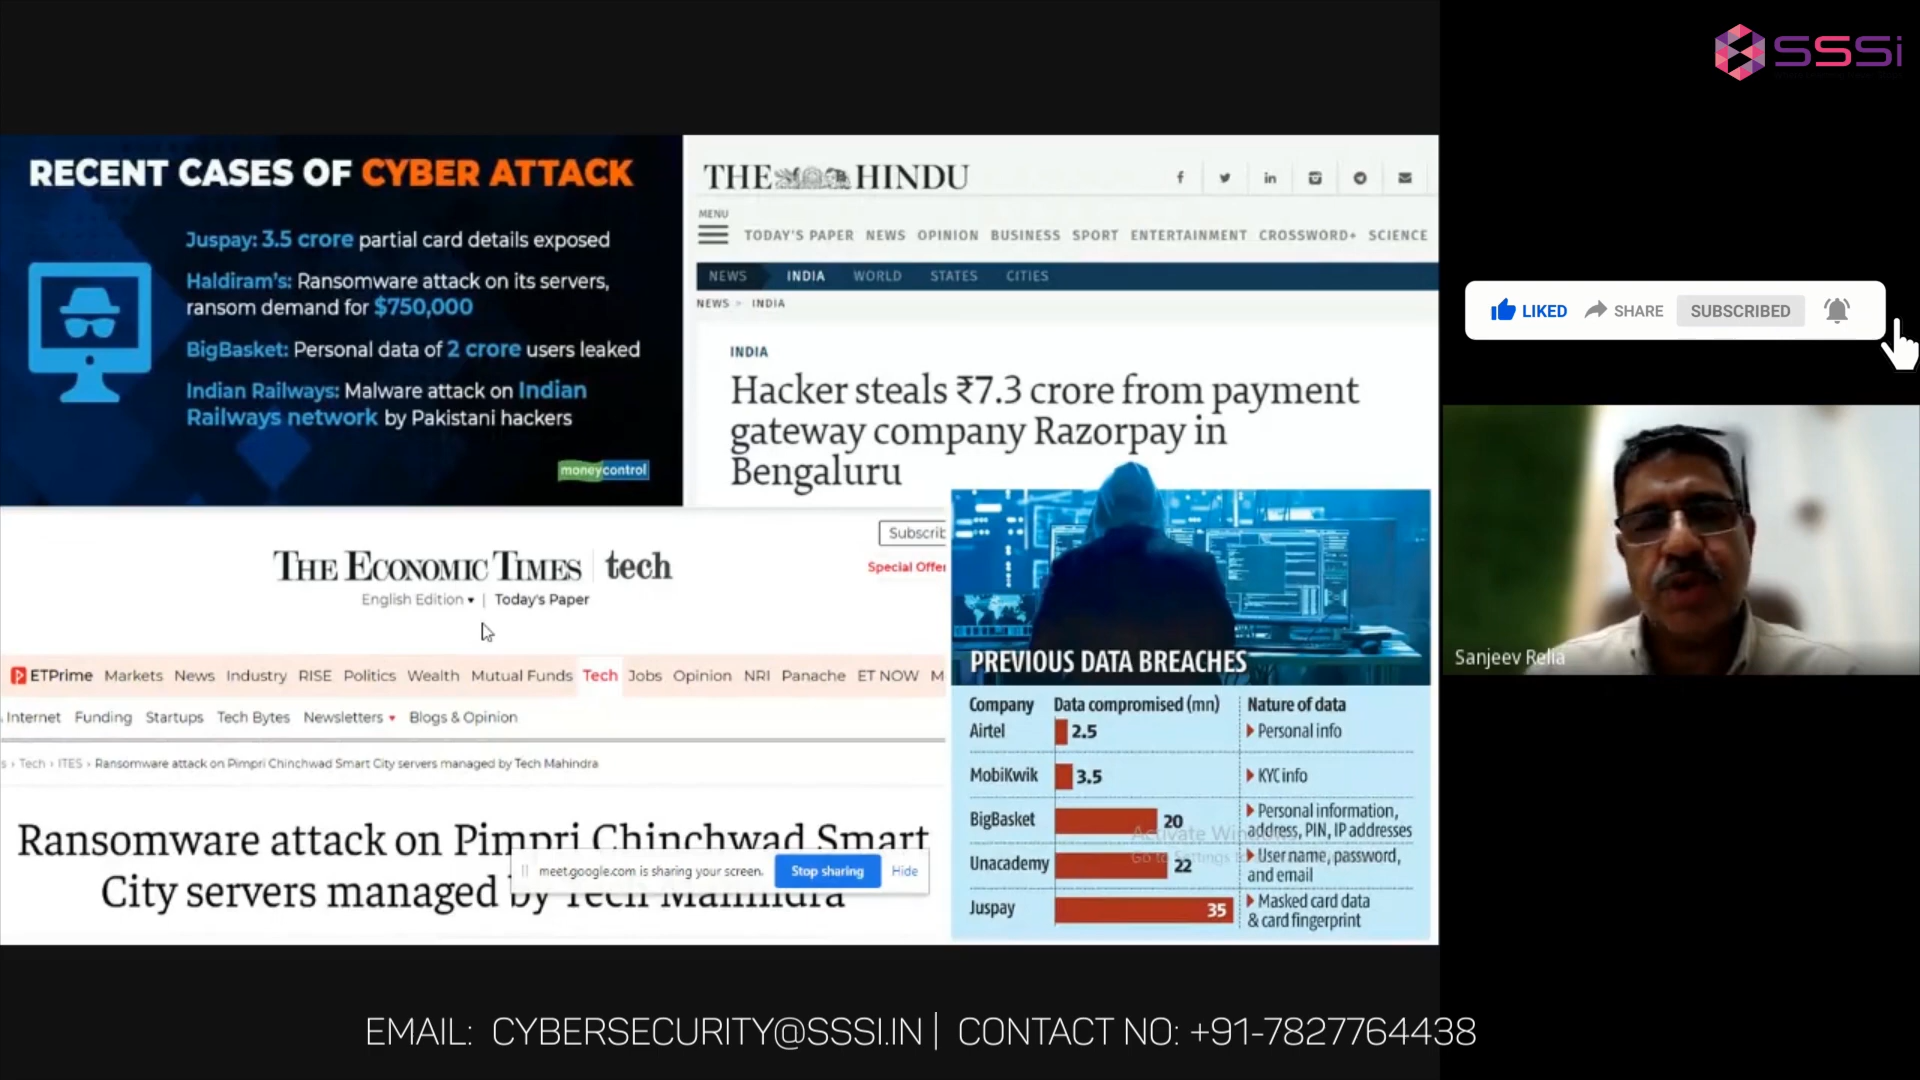 SSSi
RECENT CASES OF CYBER ATTACK
Juspay: 3.5 crore partial card details exposed
Haldiram's: Ransomware attack on its servers,
ransom demand for $750,000
BigBasket: Personal data of 2 crore users leaked
Indian Railways: Malware attack on Indian
Railways network by Pakistani hackers
moneycontrol
THE HINDU
MENU
TODAY'S PAPER NEWS OPINION BUSINESS SPORT ENTERTAINMENT CROSSWORD+ SCIENCE
NEWS INDIA WORLD STATES CITIES
NEWS > INDIA
INDIA
Hacker steals ₹7.3 crore from payment
gateway company Razorpay in
Bengaluru
LIKED SHARE SUBSCRIBED
Sanjeev Relia
Subscrib
THE ECONOMIC TIMES | tech
Special Offer
English Edition ▾ | Today's Paper
ETPrime Markets News Industry RISE Politics Wealth Mutual Funds Tech Jobs Opinion NRI Panache ET NOW M
Internet Funding Startups Tech Bytes Newsletters ▾ Blogs & Opinion
s › Tech › ITES › Ransomware attack on Pimpri Chinchwad Smart City servers managed by Tech Mahindra
Ransomware attack on Pimpri Chinchwad Smart
City servers managed by Tech Mahindra
meet.google.com is sharing your screen. Stop sharing Hide
PREVIOUS DATA BREACHES
Company Data compromised (mn) Nature of data
Airtel 2.5 Personal info
MobiKwik 3.5 KYC info
BigBasket 20 Personal information,
address, PIN, IP addresses
Unacademy 22 User name, password,
and email
Juspay 35 Masked card data
& card fingerprint
Activate Win
Go to Settings t
EMAIL: CYBERSECURITY@SSSI.IN | CONTACT NO: +91-7827764438